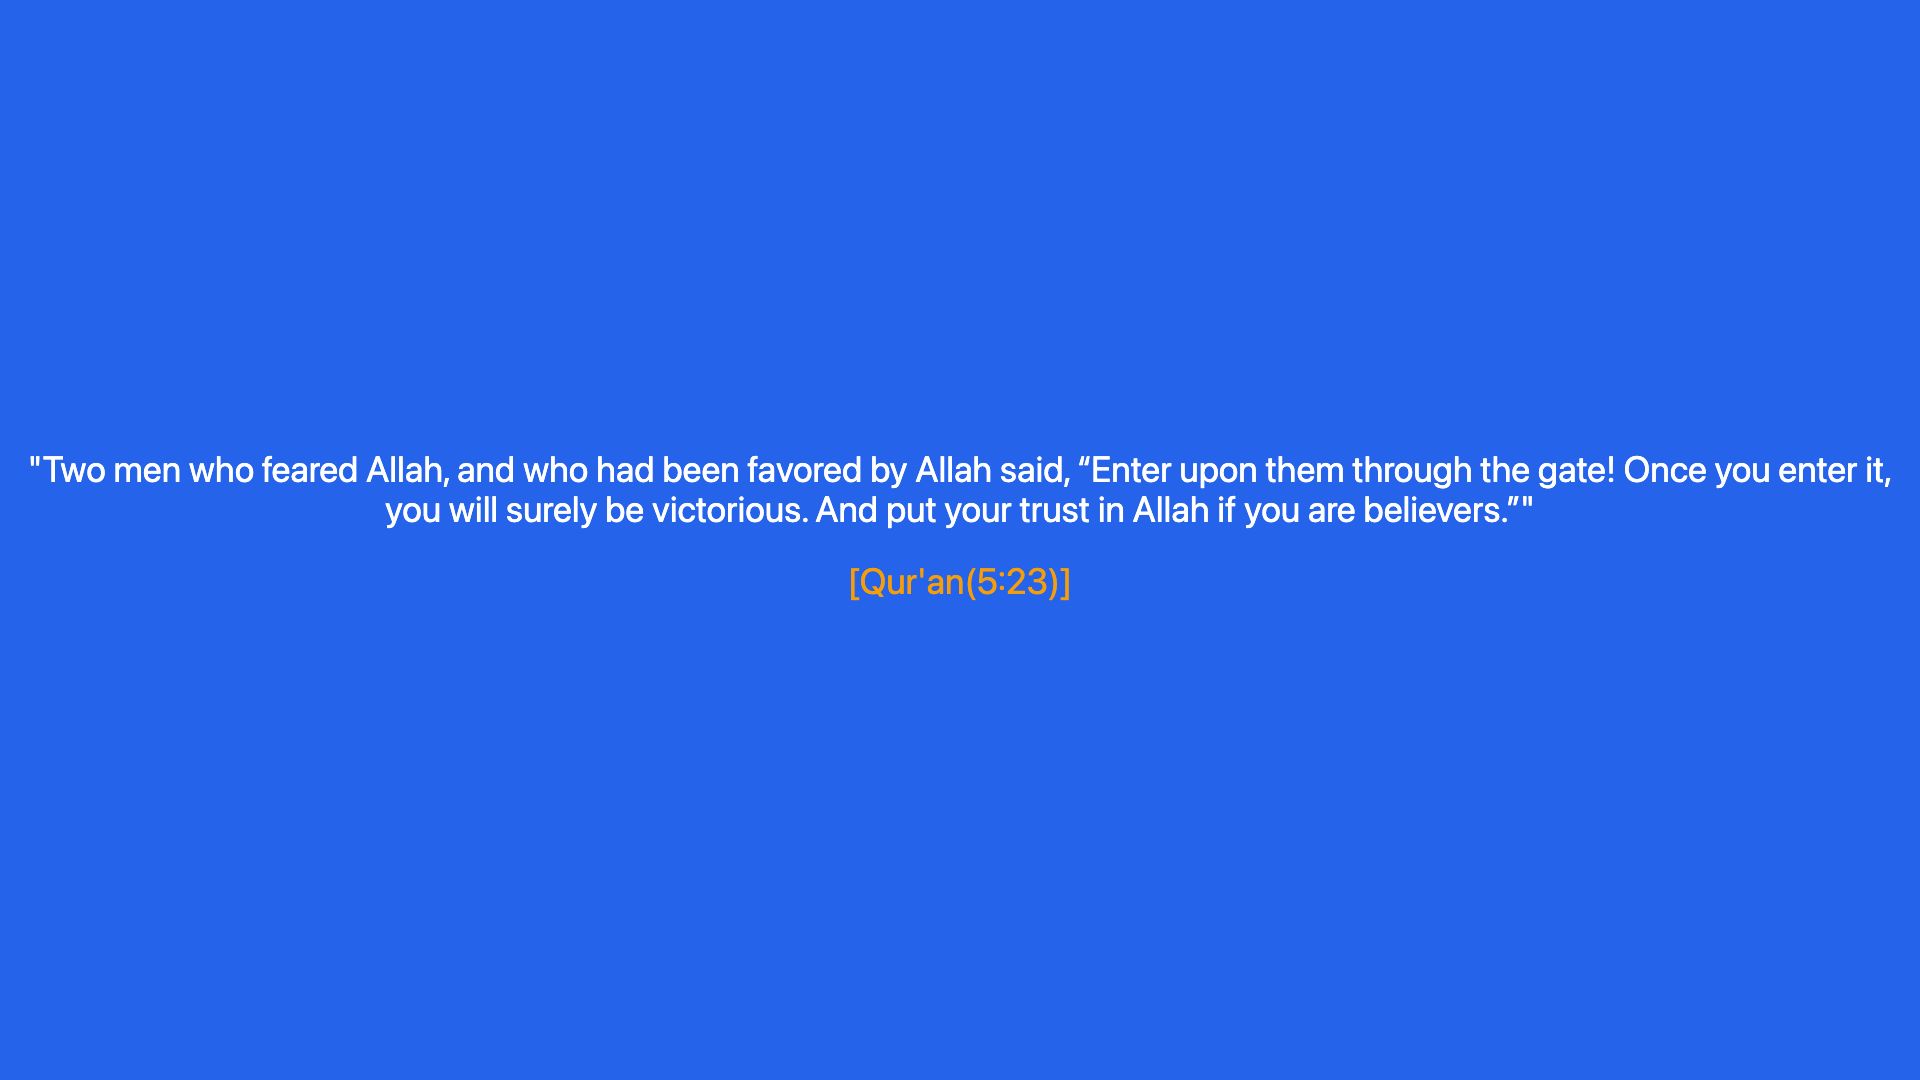 "Two men who feared Allah, and who had been favored by Allah said, “Enter upon them through the gate! Once you enter it,
you will surely be victorious. And put your trust in Allah if you are believers.”"
[Qur'an(5:23)]